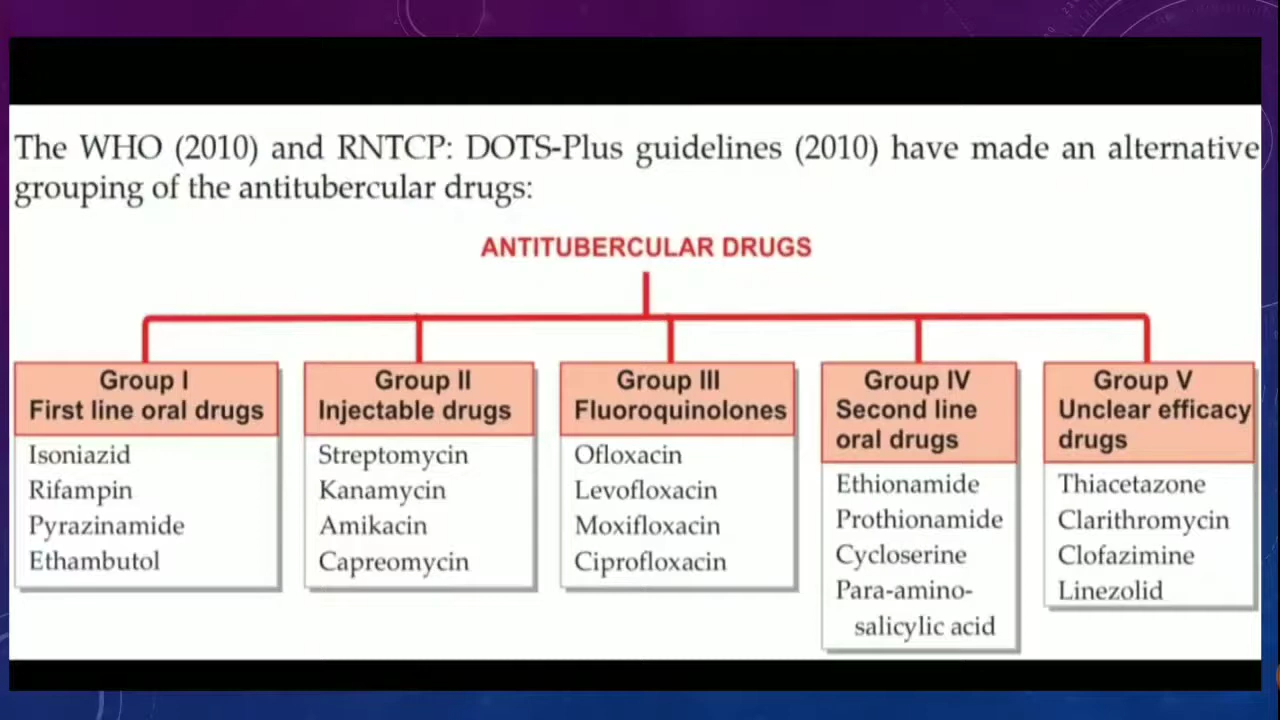 The WHO (2010) and RNTCP: DOTS-Plus guidelines (2010) have made an alternative
grouping of the antitubercular drugs:
ANTITUBERCULAR DRUGS
Group I
First line oral drugs
Isoniazid
Rifampin
Pyrazinamide
Ethambutol
Group II
Injectable drugs
Streptomycin
Kanamycin
Amikacin
Capreomycin
Group III
Fluoroquinolones
Ofloxacin
Levofloxacin
Moxifloxacin
Ciprofloxacin
Group IV
Second line
oral drugs
Ethionamide
Prothionamide
Cycloserine
Para-amino-
salicylic acid
Group V
Unclear efficacy
drugs
Thiacetazone
Clarithromycin
Clofazimine
Linezolid